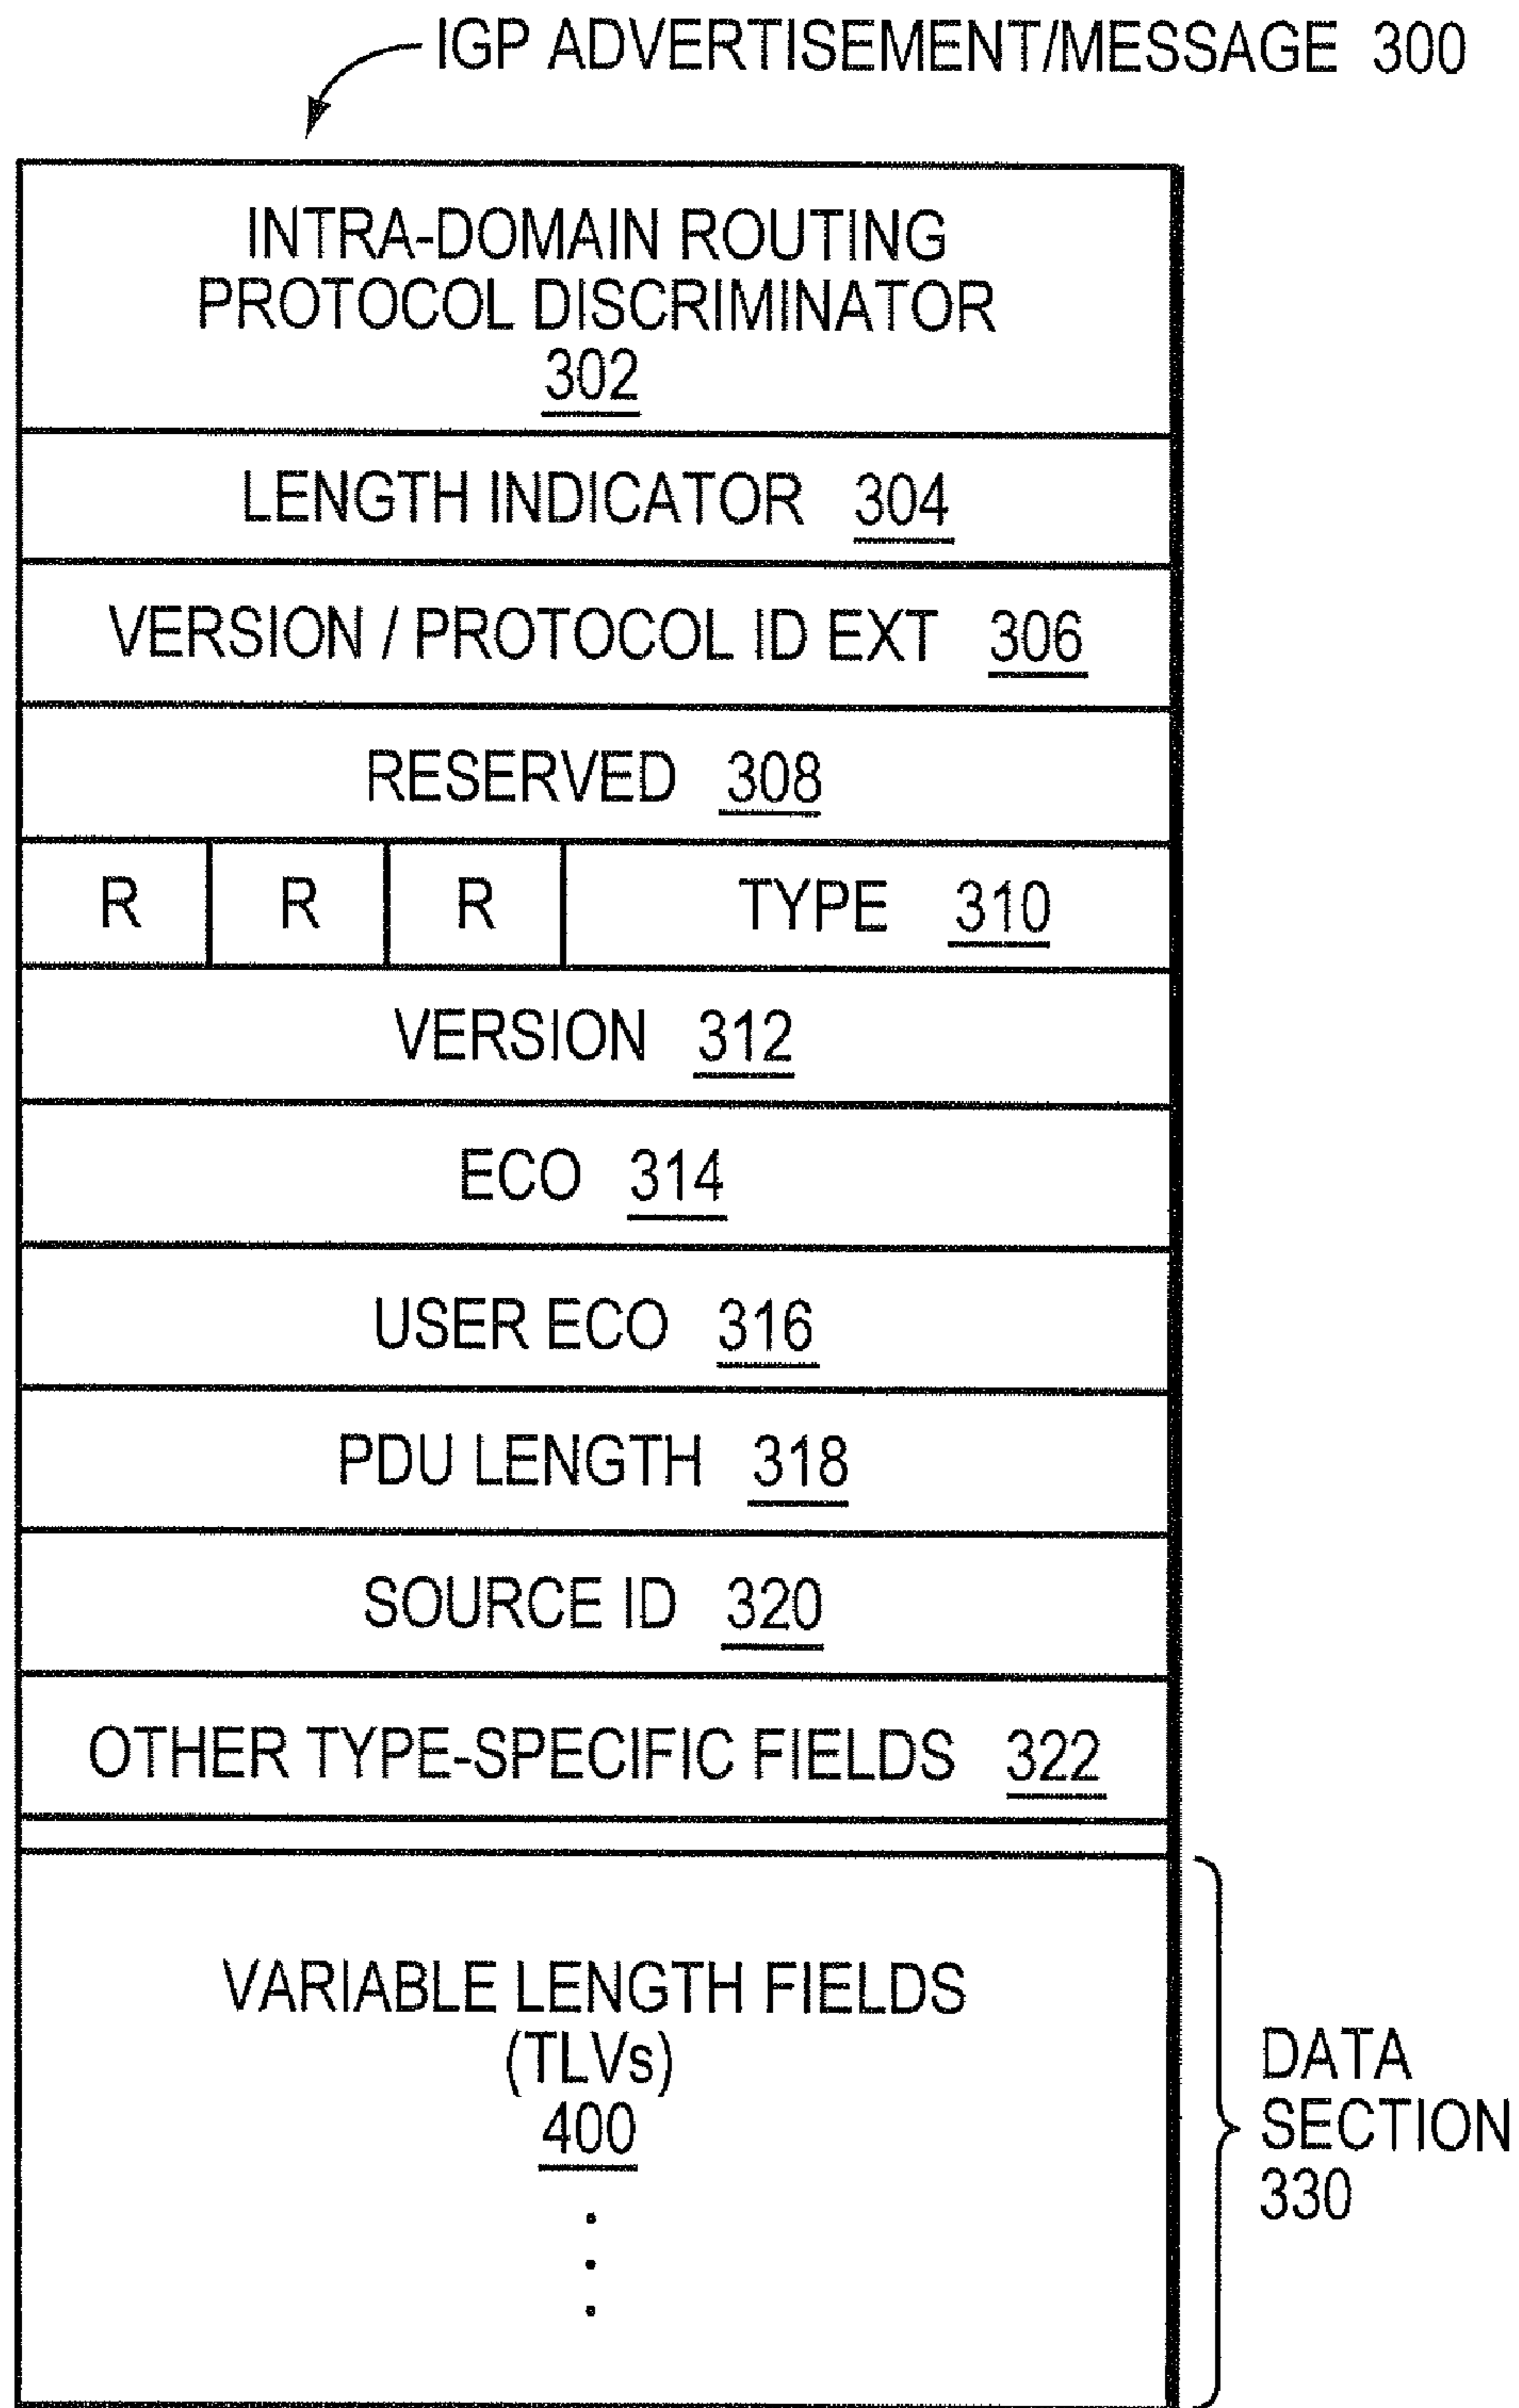 IGP ADVERTISEMENT/MESSAGE 300
INTRA-DOMAIN ROUTING
PROTOCOL DISCRIMINATOR
302
LENGTH INDICATOR 304
VERSION / PROTOCOL ID EXT 306
RESERVED 308
R R R TYPE 310
VERSION 312
ECO 314
USER ECO 316
PDU LENGTH 318
SOURCE ID 320
OTHER TYPE-SPECIFIC FIELDS 322
VARIABLE LENGTH FIELDS
(TLVs)
400
DATA
SECTION
330